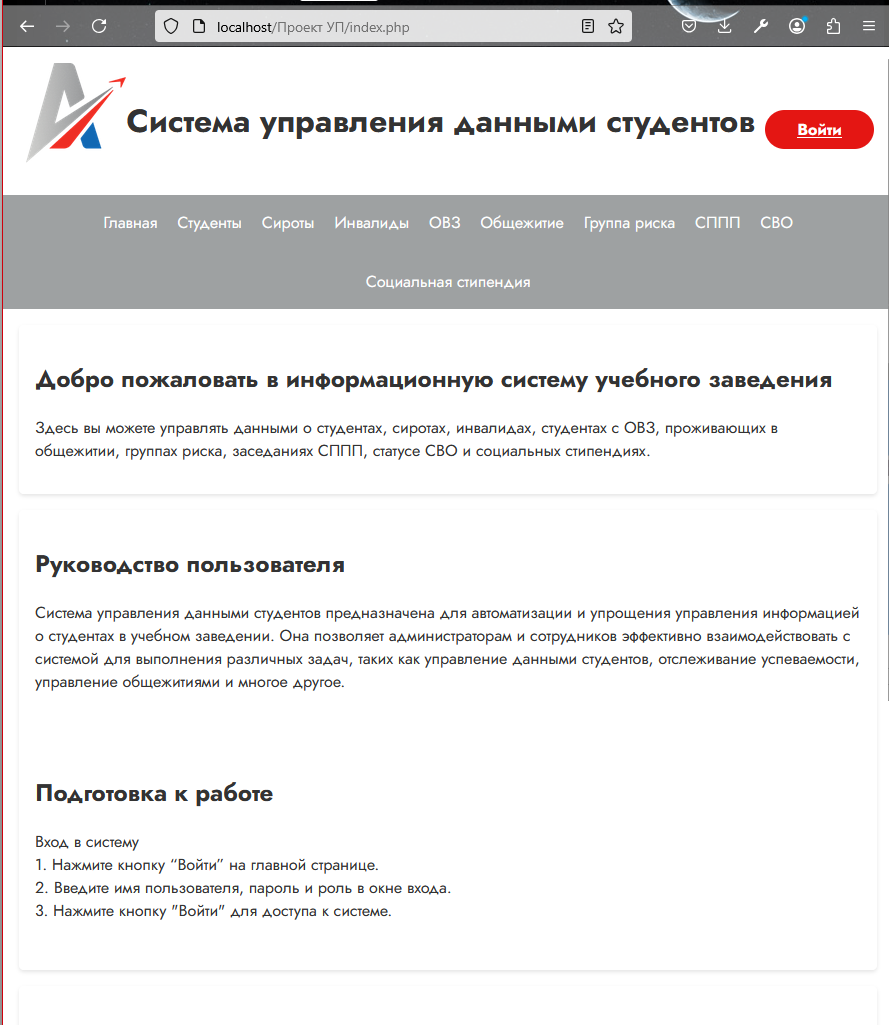 localhost/Проект УП/index.php
Система управления данными студентов
Войти
Главная Студенты Сироты Инвалиды ОВЗ Общежитие Группа риска СППП СВО
Социальная стипендия
Добро пожаловать в информационную систему учебного заведения
Здесь вы можете управлять данными о студентах, сиротах, инвалидах, студентах с ОВЗ, проживающих в
общежитии, группах риска, заседаниях СППП, статусе СВО и социальных стипендиях.
Руководство пользователя
Система управления данными студентов предназначена для автоматизации и упрощения управления информацией
о студентах в учебном заведении. Она позволяет администраторам и сотрудников эффективно взаимодействовать с
системой для выполнения различных задач, таких как управление данными студентов, отслеживание успеваемости,
управление общежитиями и многое другое.
Подготовка к работе
Вход в систему
1. Нажмите кнопку “Войти” на главной странице.
2. Введите имя пользователя, пароль и роль в окне входа.
3. Нажмите кнопку "Войти" для доступа к системе.